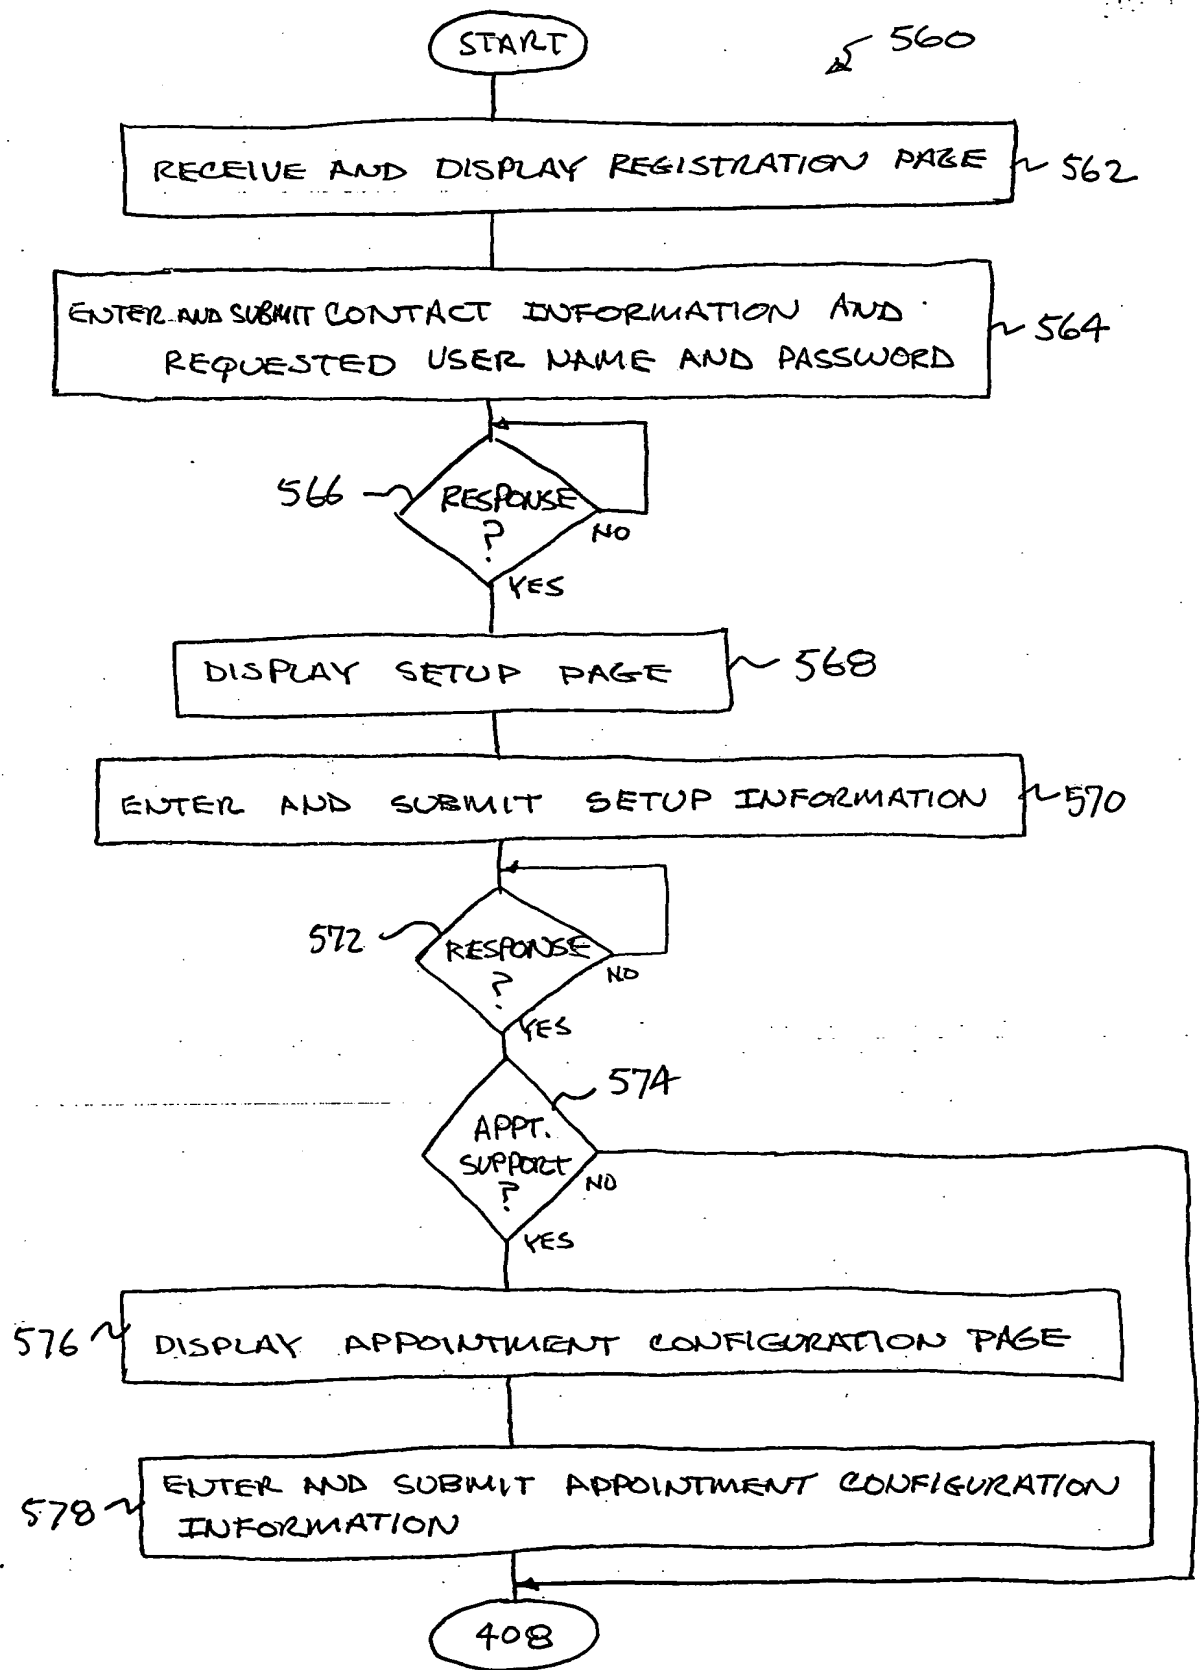 START
560
RECEIVE AND DISPLAY REGISTRATION PAGE
562
ENTER AND SUBMIT CONTACT INFORMATION AND
REQUESTED USER NAME AND PASSWORD
564
566
RESPONSE
?
NO
YES
DISPLAY SETUP PAGE
568
ENTER AND SUBMIT SETUP INFORMATION
570
572
RESPONSE
?
NO
YES
574
APPT.
SUPPORT
?
NO
YES
576
DISPLAY APPOINTMENT CONFIGURATION PAGE
578
ENTER AND SUBMIT APPOINTMENT CONFIGURATION
INFORMATION
408